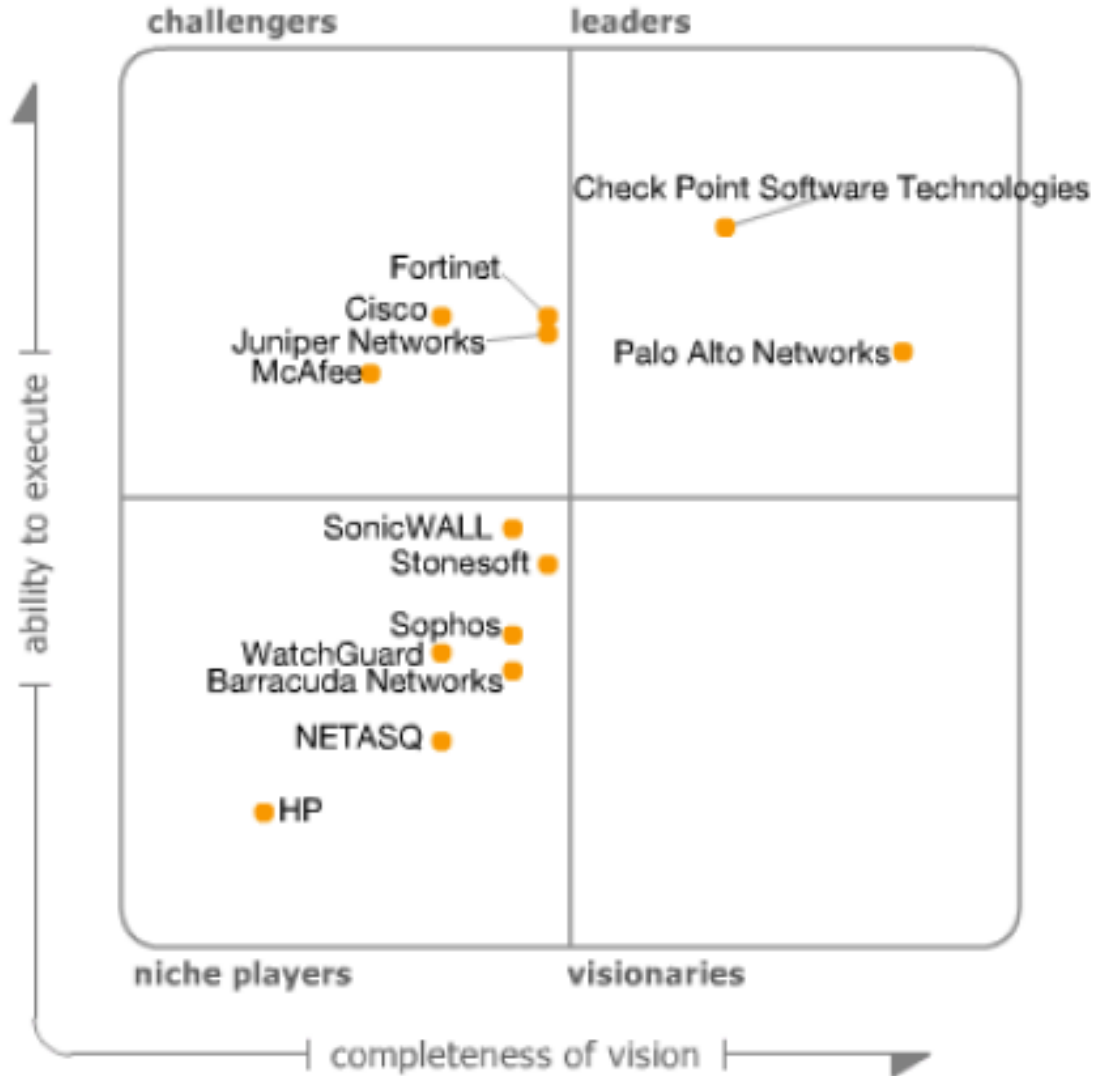 challengers
leaders
Check Point Software Technologies
Fortinet
Cisco
Juniper Networks
Palo Alto Networks
McAfee
ability to execute
SonicWALL
Stonesoft
Sophos
WatchGuard
Barracuda Networks
NETASQ
HP
niche players
visionaries
completeness of vision